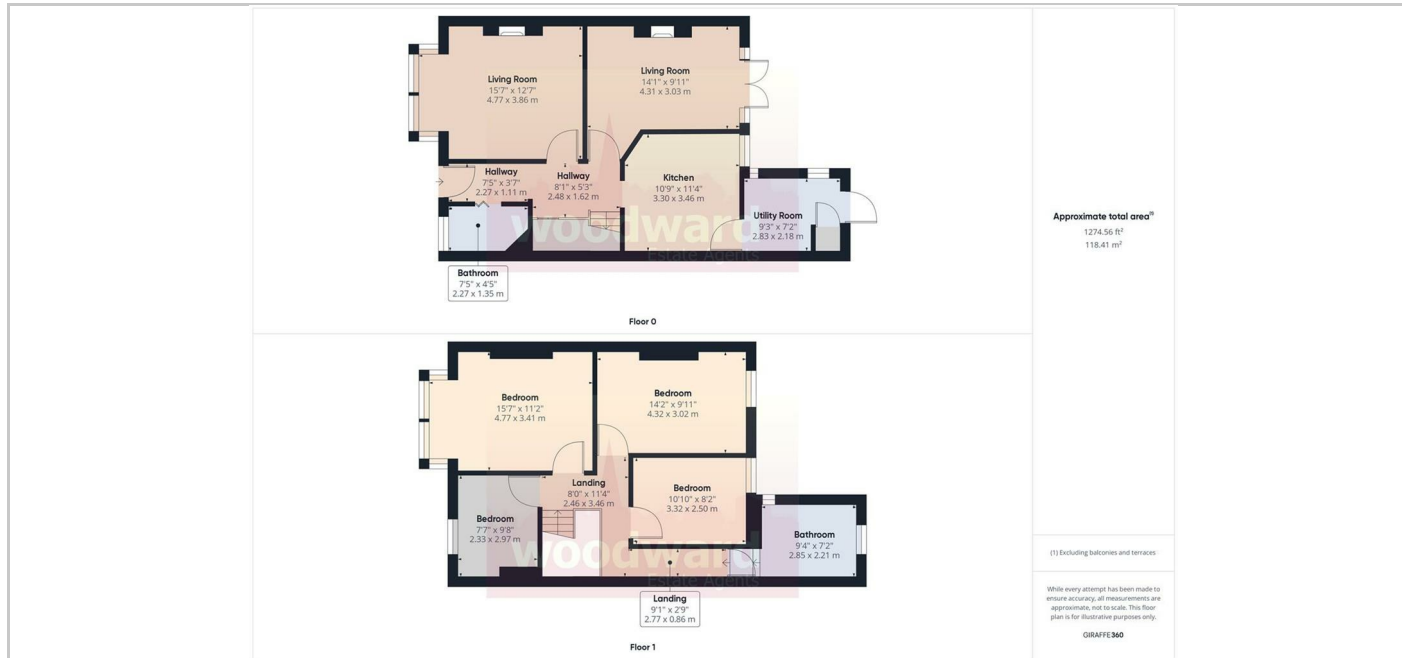 Living Room
15'7" x 12'7"
4.77 x 3.86 m
Living Room
14'1" x 9'11"
4.31 x 3.03 m
Hallway
7'5" x 3'7"
2.27 x 1.11 m
Hallway
8'1" x 5'3"
2.48 x 1.62 m
Kitchen
10'9" x 11'4"
3.30 x 3.46 m
Utility Room
9'3" x 7'2"
2.83 x 2.18 m
woodward
Estate Agents
Bathroom
7'5" x 4'5"
2.27 x 1.35 m
Floor 0
Bedroom
15'7" x 11'2"
4.77 x 3.41 m
Bedroom
14'2" x 9'11"
4.32 x 3.02 m
Landing
8'0" x 11'4"
2.46 x 3.46 m
Bedroom
10'10" x 8'2"
3.32 x 2.50 m
Bedroom
7'7" x 9'8"
2.33 x 2.97 m
Bathroom
9'4" x 7'2"
2.85 x 2.21 m
woodward
Estate Agents
Landing
9'1" x 2'9"
2.77 x 0.86 m
Floor 1
Approximate total area(1)
1274.56 ft²
118.41 m²
(1) Excluding balconies and terraces
While every attempt has been made to
ensure accuracy, all measurements are
approximate, not to scale. This floor
plan is for illustrative purposes only.
GIRAFFE360